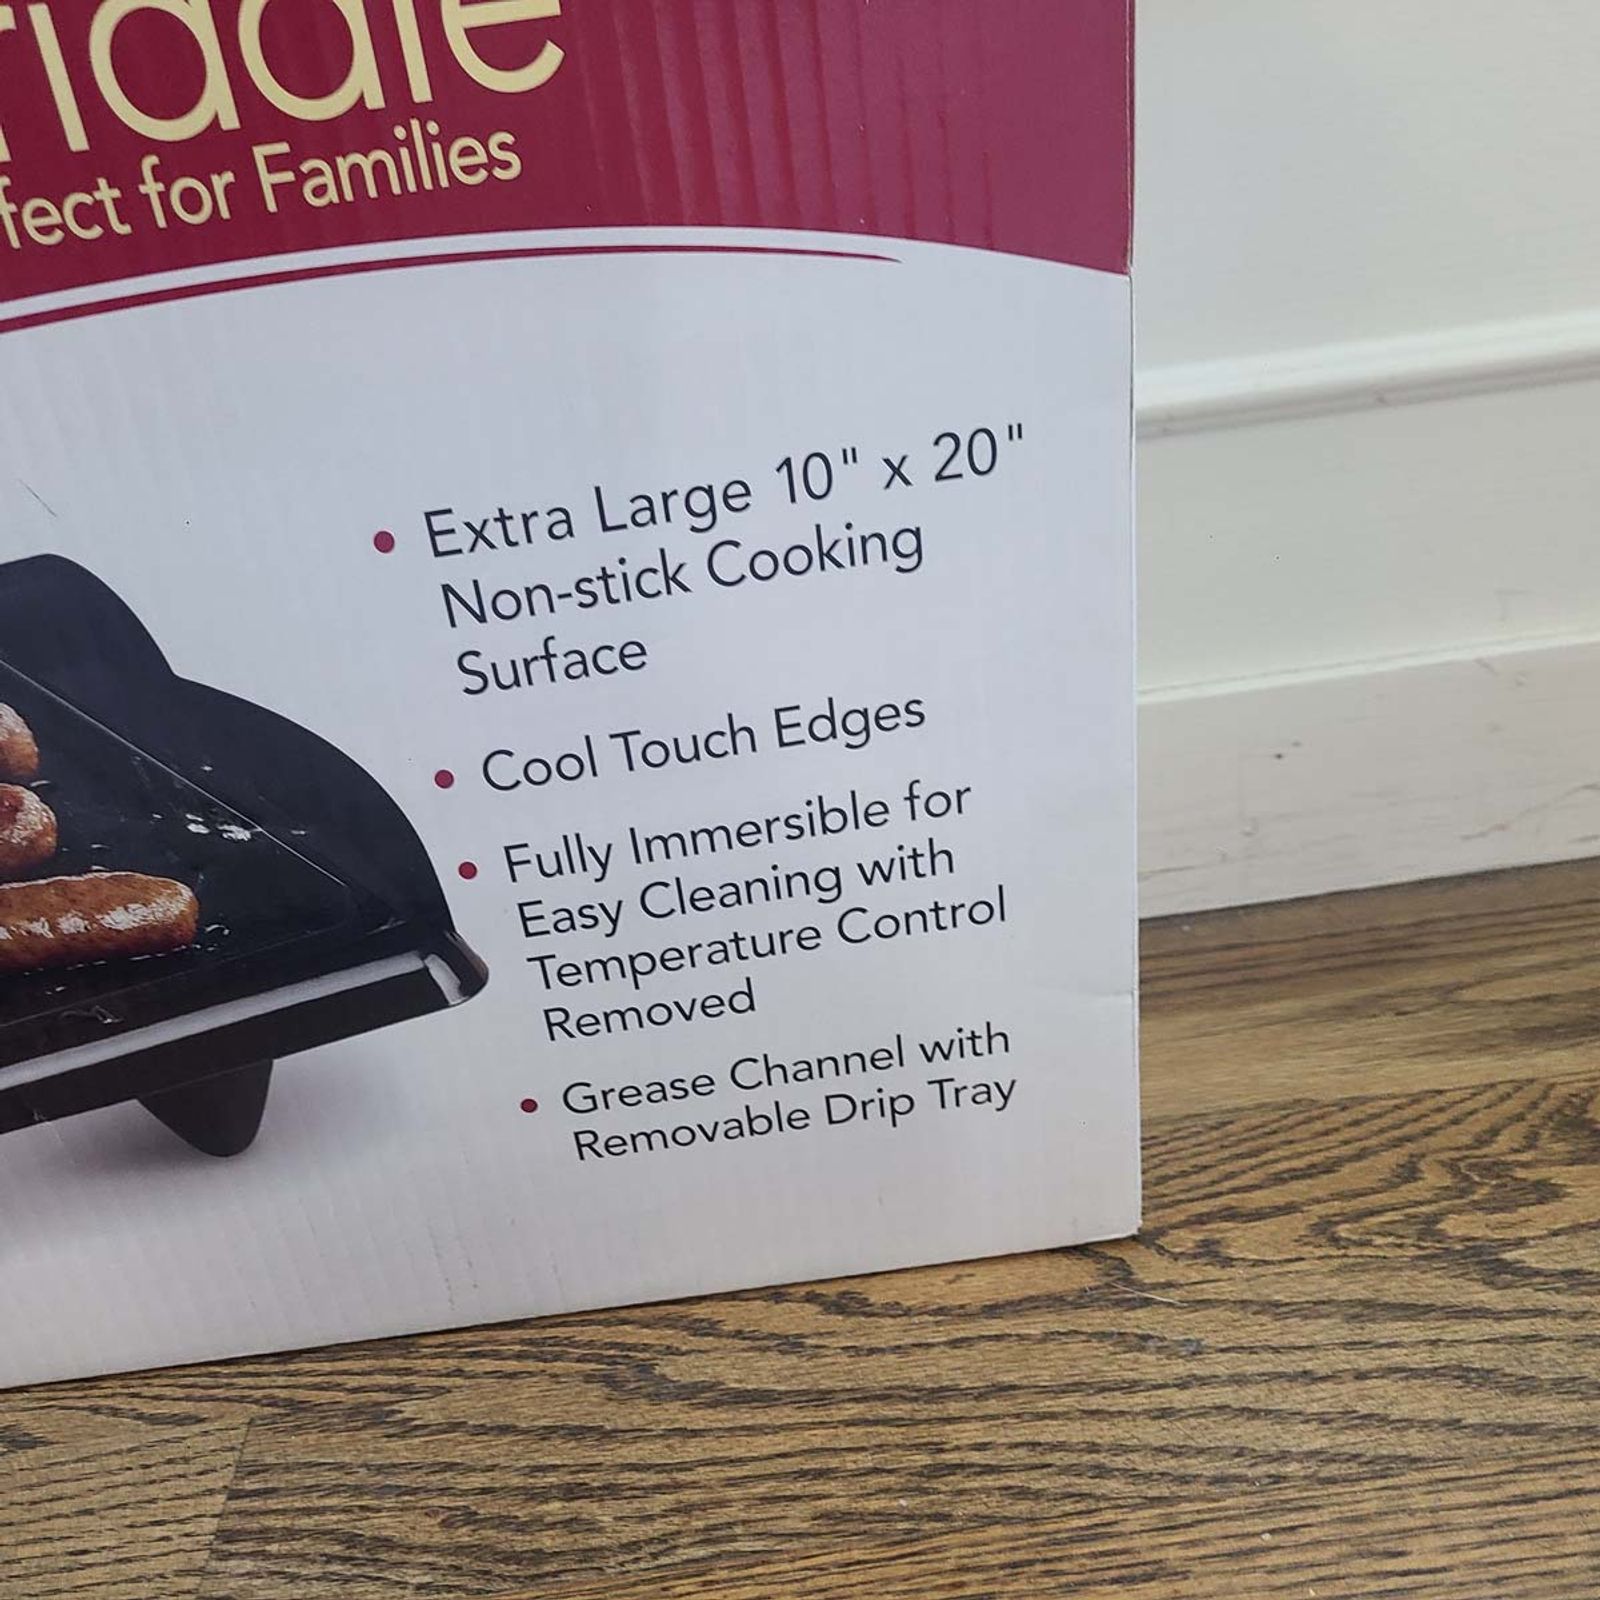 riddle
fect for Families
• Extra Large 10" x 20"
Non-stick Cooking
Surface
• Cool Touch Edges
• Fully Immersible for
Easy Cleaning with
Temperature Control
Removed
• Grease Channel with
Removable Drip Tray